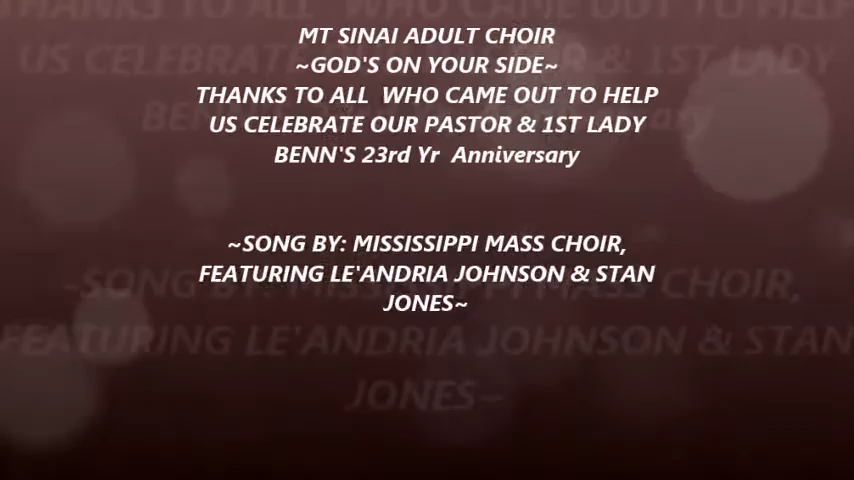 MT SINAI ADULT CHOIR
~GOD'S ON YOUR SIDE~
THANKS TO ALL WHO CAME OUT TO HELP
US CELEBRATE OUR PASTOR & 1ST LADY
BENN'S 23rd Yr Anniversary
~SONG BY: MISSISSIPPI MASS CHOIR,
FEATURING LE'ANDRIA JOHNSON & STAN
JONES~